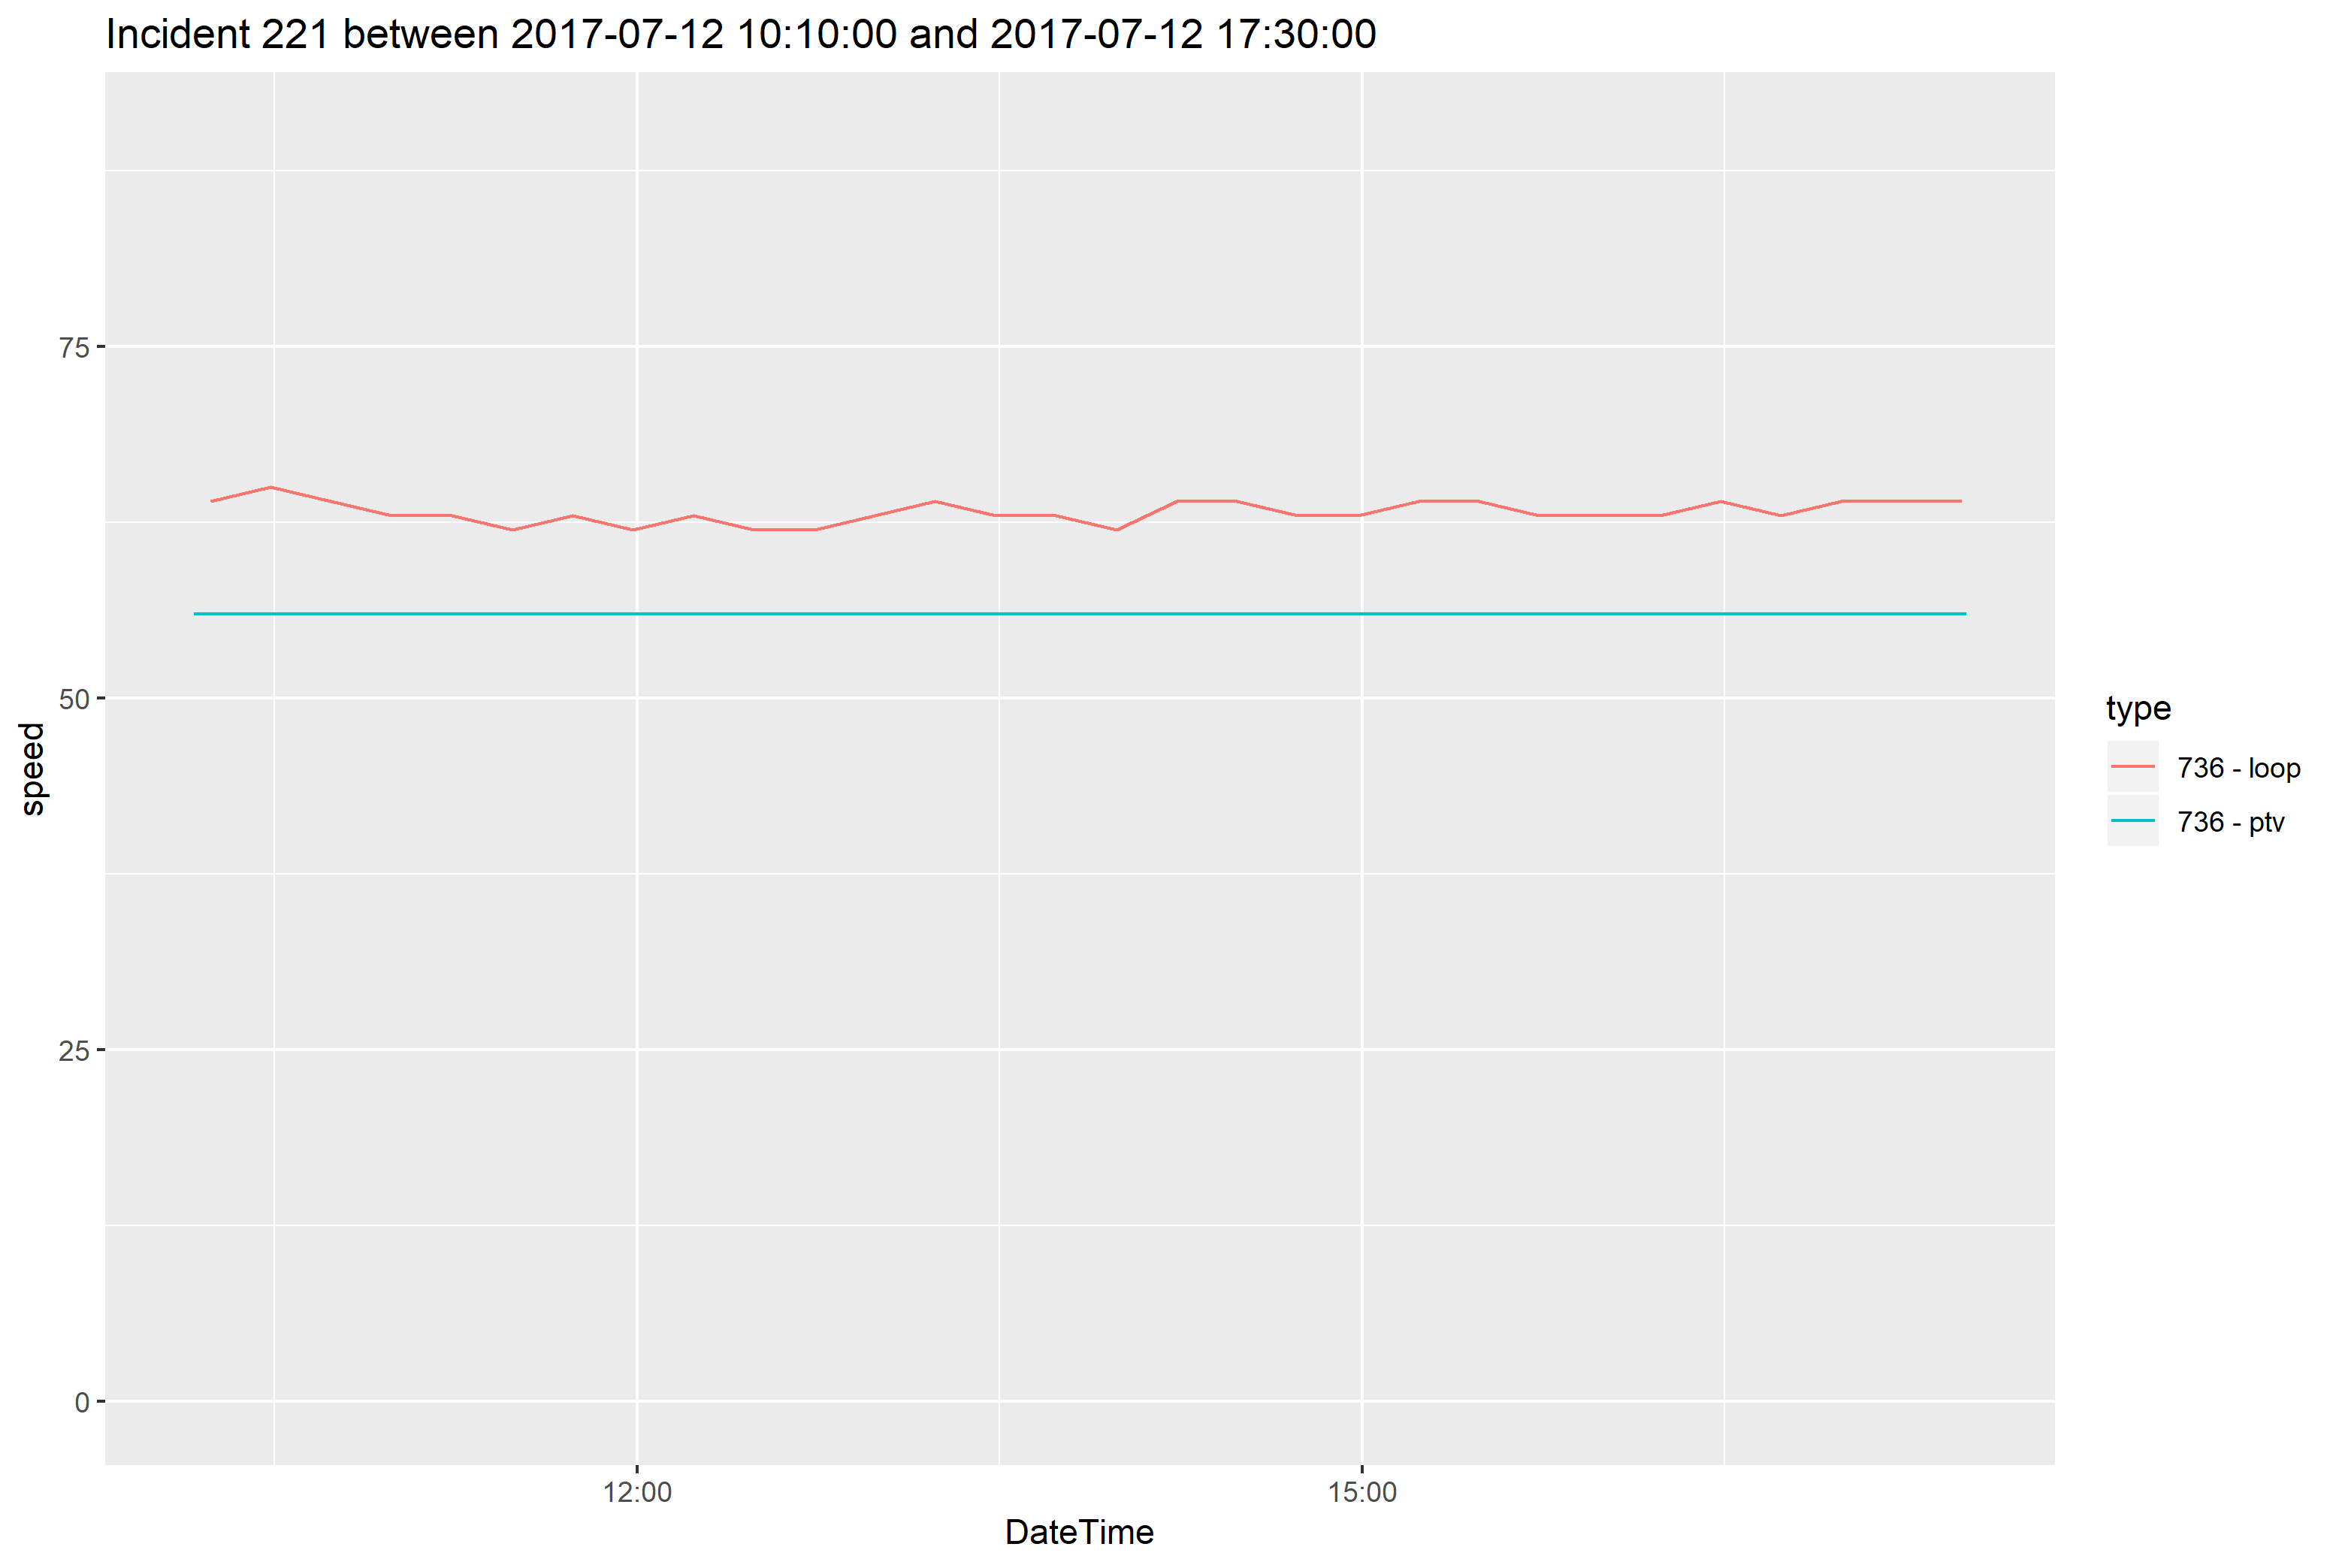 Incident 221 between 2017-07-12 10:10:00 and 2017-07-12 17:30:00
75
50
25
0
speed
12:00
15:00
DateTime
type
736 - loop
736 - ptv